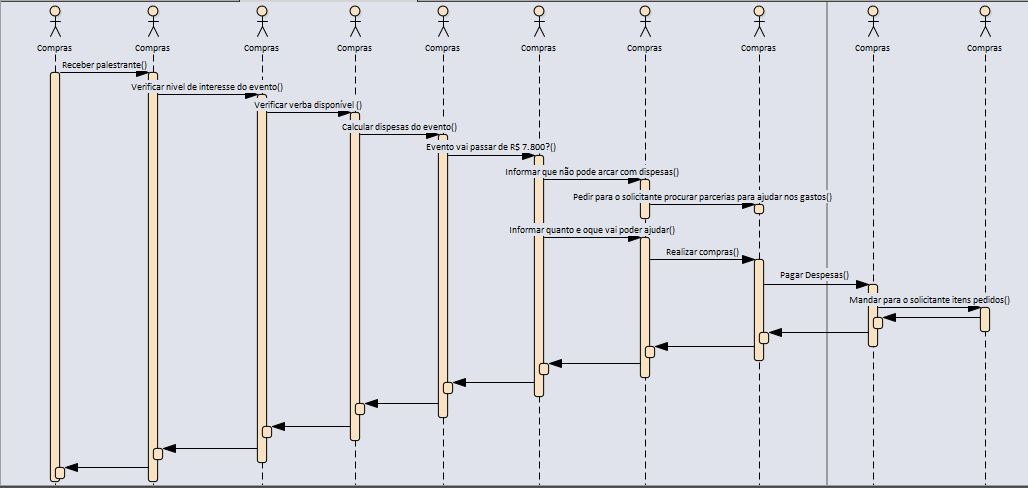 Compras Compras Compras Compras Compras Compras Compras Compras Compras Compras
Receber palestrante()
Verificar nivel de interesse do evento()
Verificar verba disponível ()
Calcular dispesas do evento()
Evento vai passar de R$ 7.800?()
Informar que não pode arcar com dispesas()
Pedir para o solicitante procurar parcerias para ajudar nos gastos()
Informar quanto e oque vai poder ajudar()
Realizar compras()
Pagar Despesas()
Mandar para o solicitante itens pedidos()